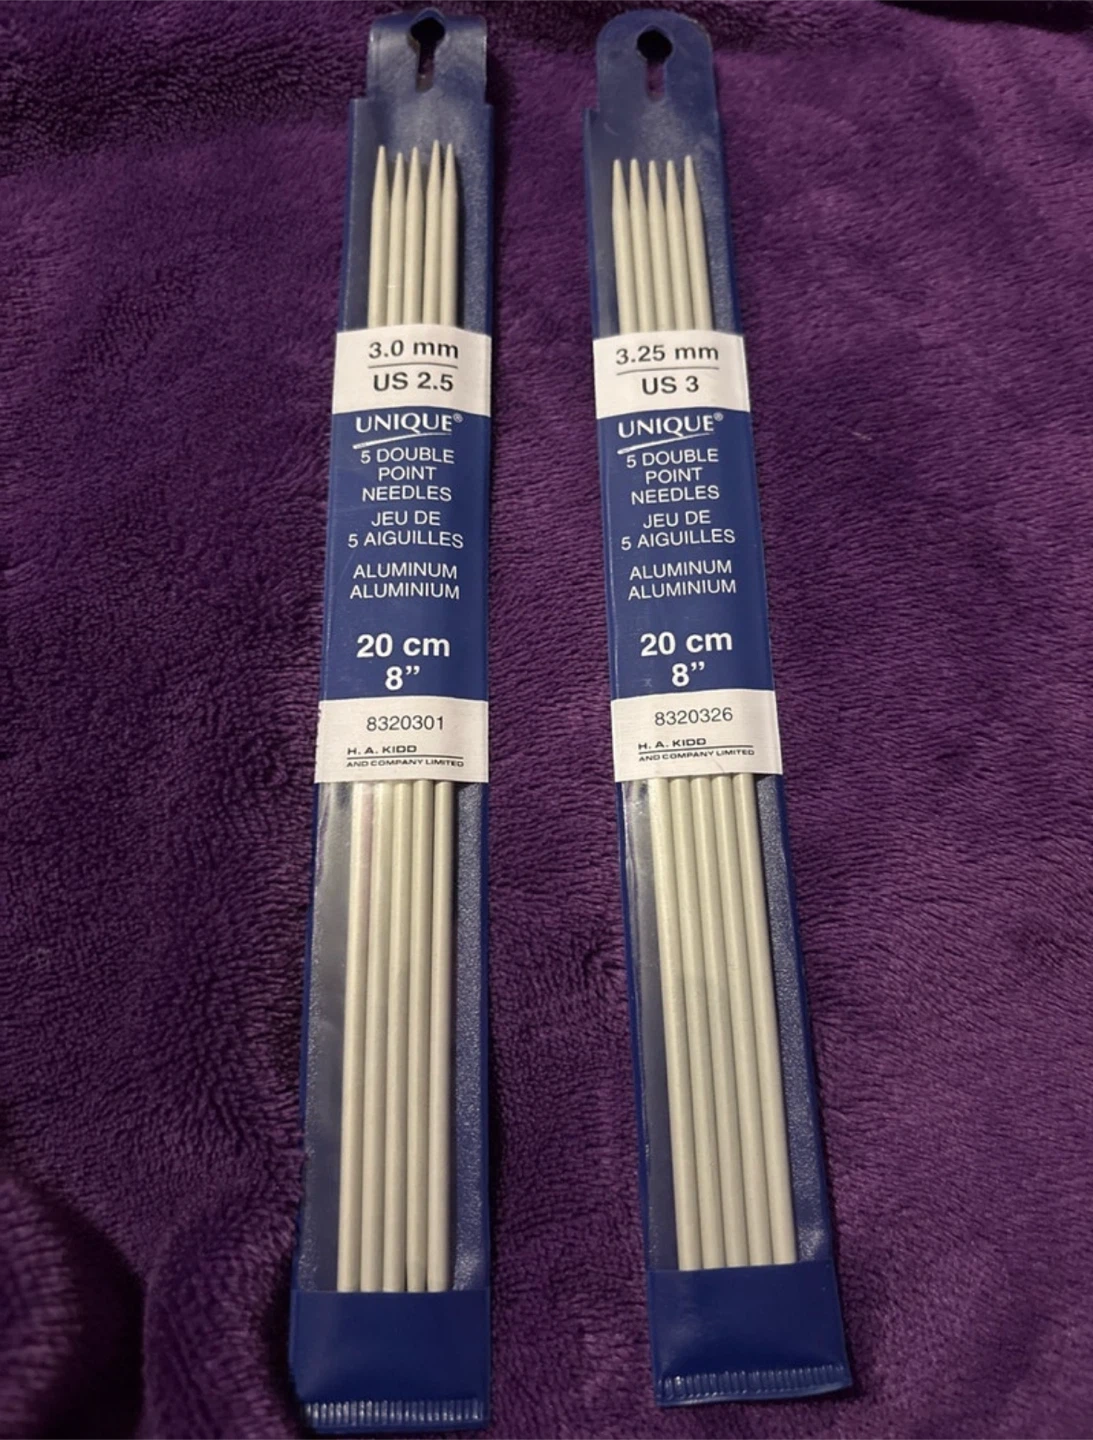 3.0 mm
US 2.5
UNIQUE®
5 DOUBLE
POINT
NEEDLES
JEU DE
5 AIGUILLES
ALUMINUM
ALUMINIUM
20 cm
8”
8320301
H. A. KIDD
AND COMPANY LIMITED
3.25 mm
US 3
UNIQUE®
5 DOUBLE
POINT
NEEDLES
JEU DE
5 AIGUILLES
ALUMINUM
ALUMINIUM
20 cm
8”
8320326
H. A. KIDD
AND COMPANY LIMITED